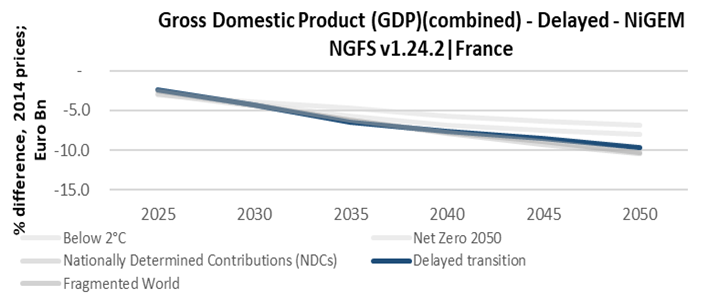 Gross Domestic Product (GDP)(combined) - Delayed - NiGEM
NGFS v1.24.2|France
% difference, 2014 prices;
Euro Bn
-
-5.0
-10.0
-15.0
2025 2030 2035 2040 2045 2050
Below 2°C Net Zero 2050
Nationally Determined Contributions (NDCs) Delayed transition
Fragmented World